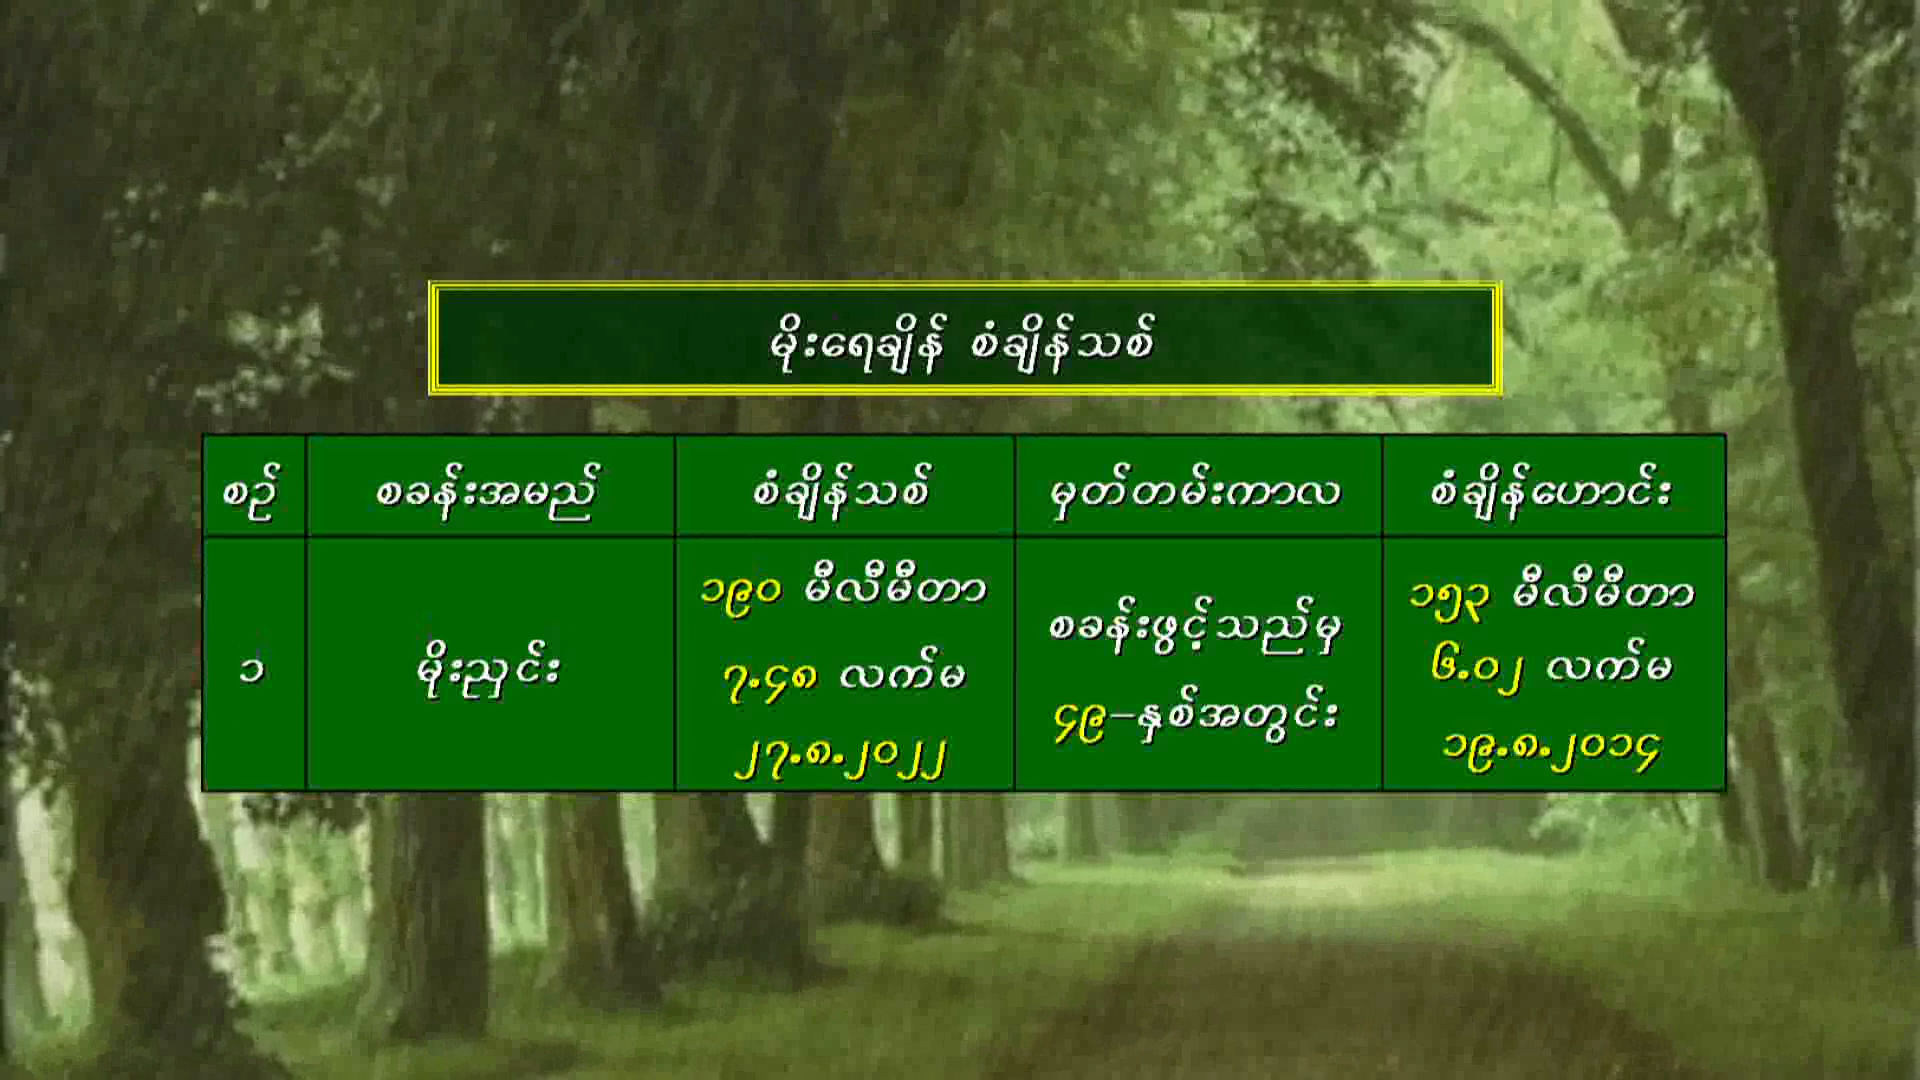 မိုးရေချိန် စံချိန်သစ်
စဉ်
စခန်းအမည်
စံချိန်သစ်
မှတ်တမ်းကာလ
စံချိန်ဟောင်း
၁
မိုးညှင်း
၁၉၀ မီလီမီတာ
၇.၄၈ လက်မ
၂၇.၈.၂၀၂၂
စခန်းဖွင့်သည်မှ
၄၉–နှစ်အတွင်း
၁၅၃ မီလီမီတာ
၆.၀၂ လက်မ
၁၉.၈.၂၀၁၄